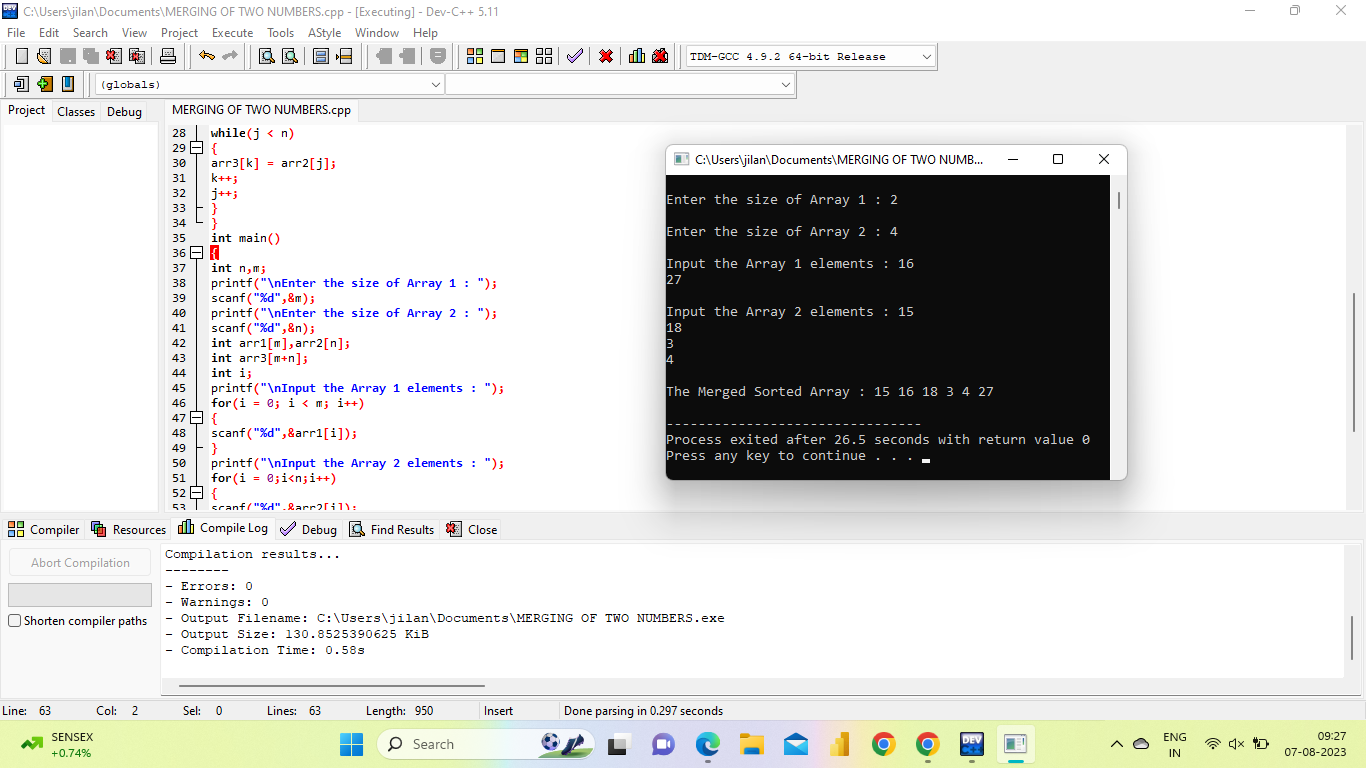 C:\Users\jilan\Documents\MERGING OF TWO NUMBERS.cpp - [Executing] - Dev-C++ 5.11
File Edit Search View Project Execute Tools AStyle Window Help
TDM-GCC 4.9.2 64-bit Release
(globals)
Project Classes Debug
MERGING OF TWO NUMBERS.cpp
28 while(j < n)
29 {
30 arr3[k] = arr2[j];
31 k++;
32 j++;
33 }
34 }
35 int main()
36 {
37 int n,m;
38 printf("\nEnter the size of Array 1 : ");
39 scanf("%d",&m);
40 printf("\nEnter the size of Array 2 : ");
41 scanf("%d",&n);
42 int arr1[m],arr2[n];
43 int arr3[m+n];
44 int i;
45 printf("\nInput the Array 1 elements : ");
46 for(i = 0; i < m; i++)
47 {
48 scanf("%d",&arr1[i]);
49 }
50 printf("\nInput the Array 2 elements : ");
51 for(i = 0;i<n;i++)
52 {
53 scanf("%d",&arr2[i]);
C:\Users\jilan\Documents\MERGING OF TWO NUMB...
Enter the size of Array 1 : 2
Enter the size of Array 2 : 4
Input the Array 1 elements : 16
27
Input the Array 2 elements : 15
18
3
4
The Merged Sorted Array : 15 16 18 3 4 27
--------------------------------
Process exited after 26.5 seconds with return value 0
Press any key to continue . . .
Compiler Resources Compile Log Debug Find Results Close
Abort Compilation
Shorten compiler paths
Compilation results...
--------
- Errors: 0
- Warnings: 0
- Output Filename: C:\Users\jilan\Documents\MERGING OF TWO NUMBERS.exe
- Output Size: 130.8525390625 KiB
- Compilation Time: 0.58s
Line: 63 Col: 2 Sel: 0 Lines: 63 Length: 950 Insert Done parsing in 0.297 seconds
SENSEX
+0.74%
Search
DEV
ENG
IN
09:27
07-08-2023